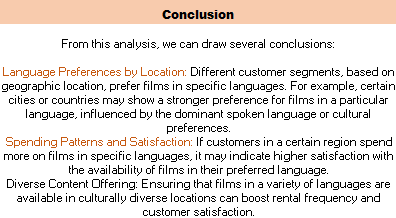 Conclusion
From this analysis, we can draw several conclusions:
Language Preferences by Location: Different customer segments, based on
geographic location, prefer films in specific languages. For example, certain
cities or countries may show a stronger preference for films in a particular
language, influenced by the dominant spoken language or cultural
preferences.
Spending Patterns and Satisfaction: If customers in a certain region spend
more on films in specific languages, it may indicate higher satisfaction with
the availability of films in their preferred language.
Diverse Content Offering: Ensuring that films in a variety of languages are
available in culturally diverse locations can boost rental frequency and
customer satisfaction.